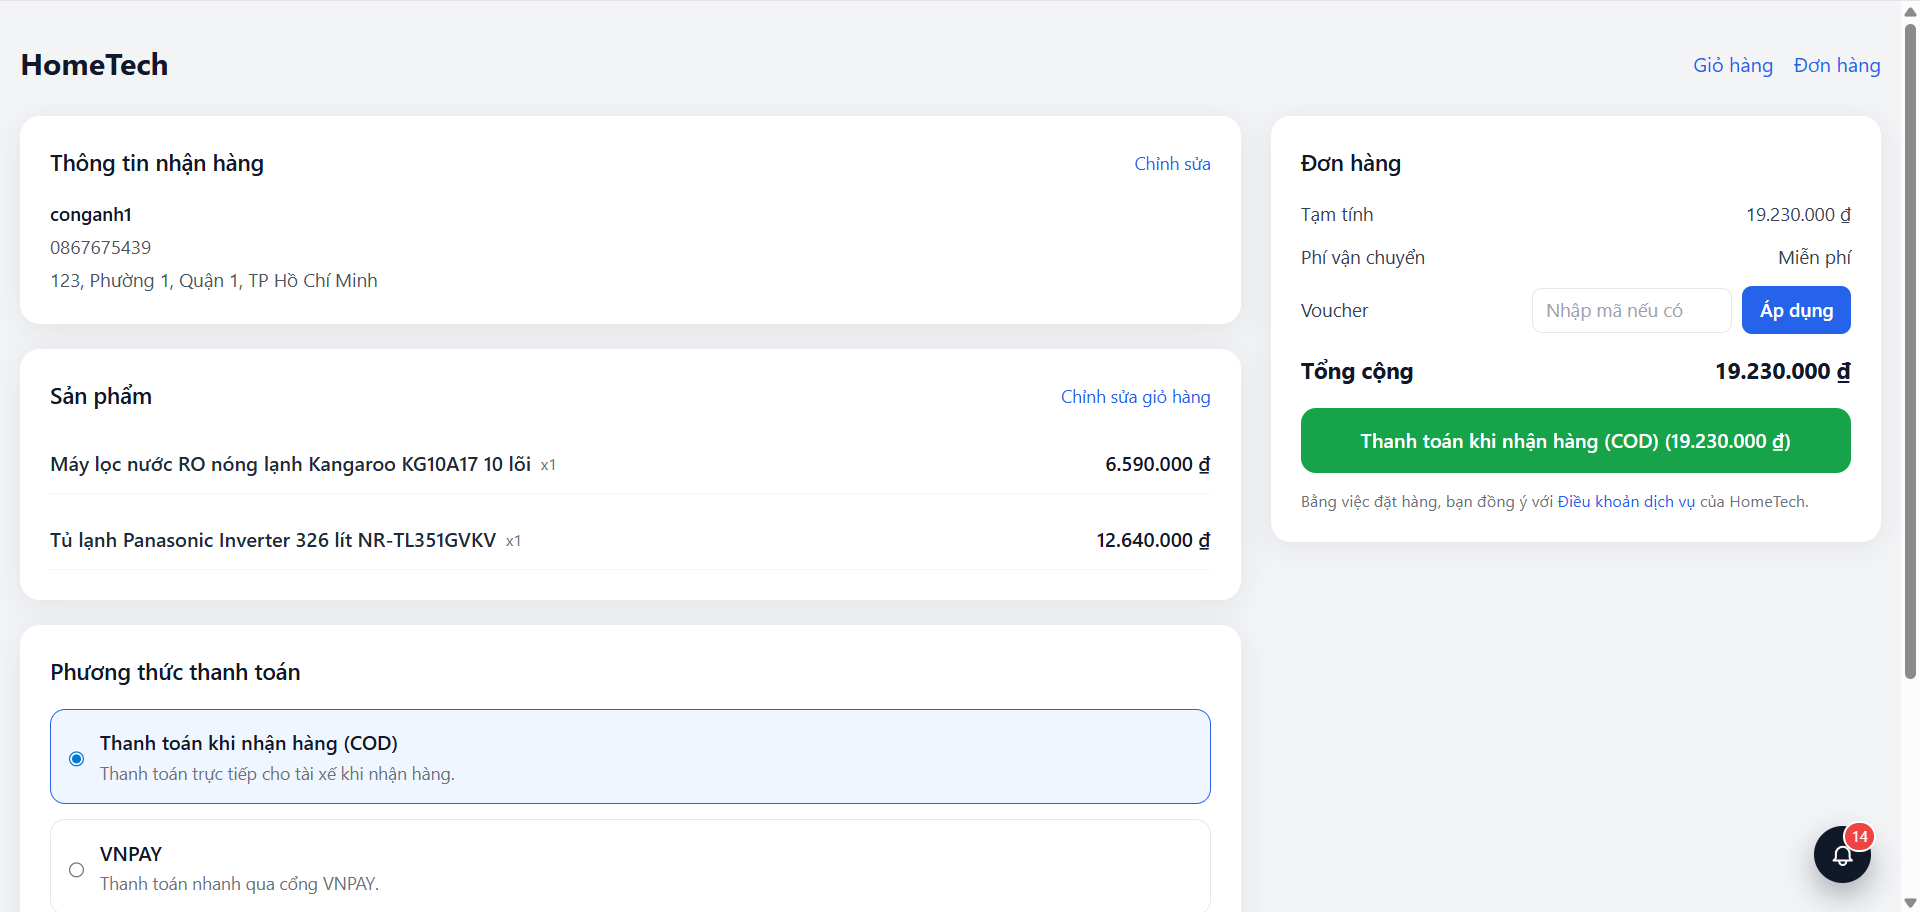 HomeTech
Giỏ hàng Đơn hàng
Thông tin nhận hàng
Chỉnh sửa
conganh1
0867675439
123, Phường 1, Quận 1, TP Hồ Chí Minh
Sản phẩm
Chỉnh sửa giỏ hàng
Máy lọc nước RO nóng lạnh Kangaroo KG10A17 10 lõi x1
6.590.000 ₫
Tủ lạnh Panasonic Inverter 326 lít NR-TL351GVKV x1
12.640.000 ₫
Phương thức thanh toán
Thanh toán khi nhận hàng (COD)
Thanh toán trực tiếp cho tài xế khi nhận hàng.
VNPAY
Thanh toán nhanh qua cổng VNPAY.
Đơn hàng
Tạm tính 19.230.000 ₫
Phí vận chuyển Miễn phí
Voucher Nhập mã nếu có Áp dụng
Tổng cộng 19.230.000 ₫
Thanh toán khi nhận hàng (COD) (19.230.000 ₫)
Bằng việc đặt hàng, bạn đồng ý với Điều khoản dịch vụ của HomeTech.
14